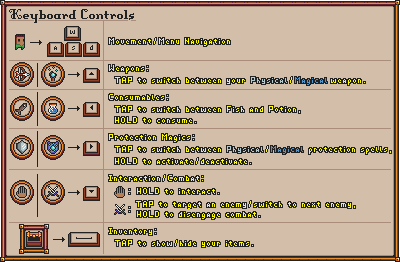 Keyboard Controls
W
A S D
Movement/Menu Navigation
Weapons:
TAP to switch between your Physical/Magical weapon.
Consumables:
TAP to switch between Fish and Potion,
HOLD to consume.
Protection Magics:
TAP to switch between Physical/Magical protection spells,
HOLD to activate/deactivate.
Interaction/Combat:
: HOLD to interact.
: TAP to target an enemy/switch to next enemy,
HOLD to disengage combat.
Inventory:
TAP to show/hide your items.